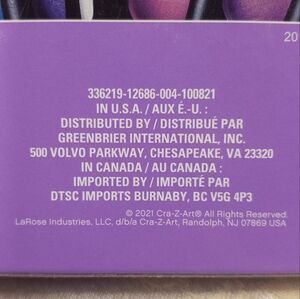 20
336219-12686-004-100821
IN U.S.A. / AUX É.-U. :
DISTRIBUTED BY / DISTRIBUÉ PAR
GREENBRIER INTERNATIONAL, INC.
500 VOLVO PARKWAY, CHESAPEAKE, VA 23320
IN CANADA / AU CANADA :
IMPORTED BY / IMPORTÉ PAR
DTSC IMPORTS BURNABY, BC V5G 4P3
© 2021 Cra-Z-Art® All Rights Reserved.
LaRose Industries, LLC, d/b/a Cra-Z-Art, Randolph, NJ 07869 USA